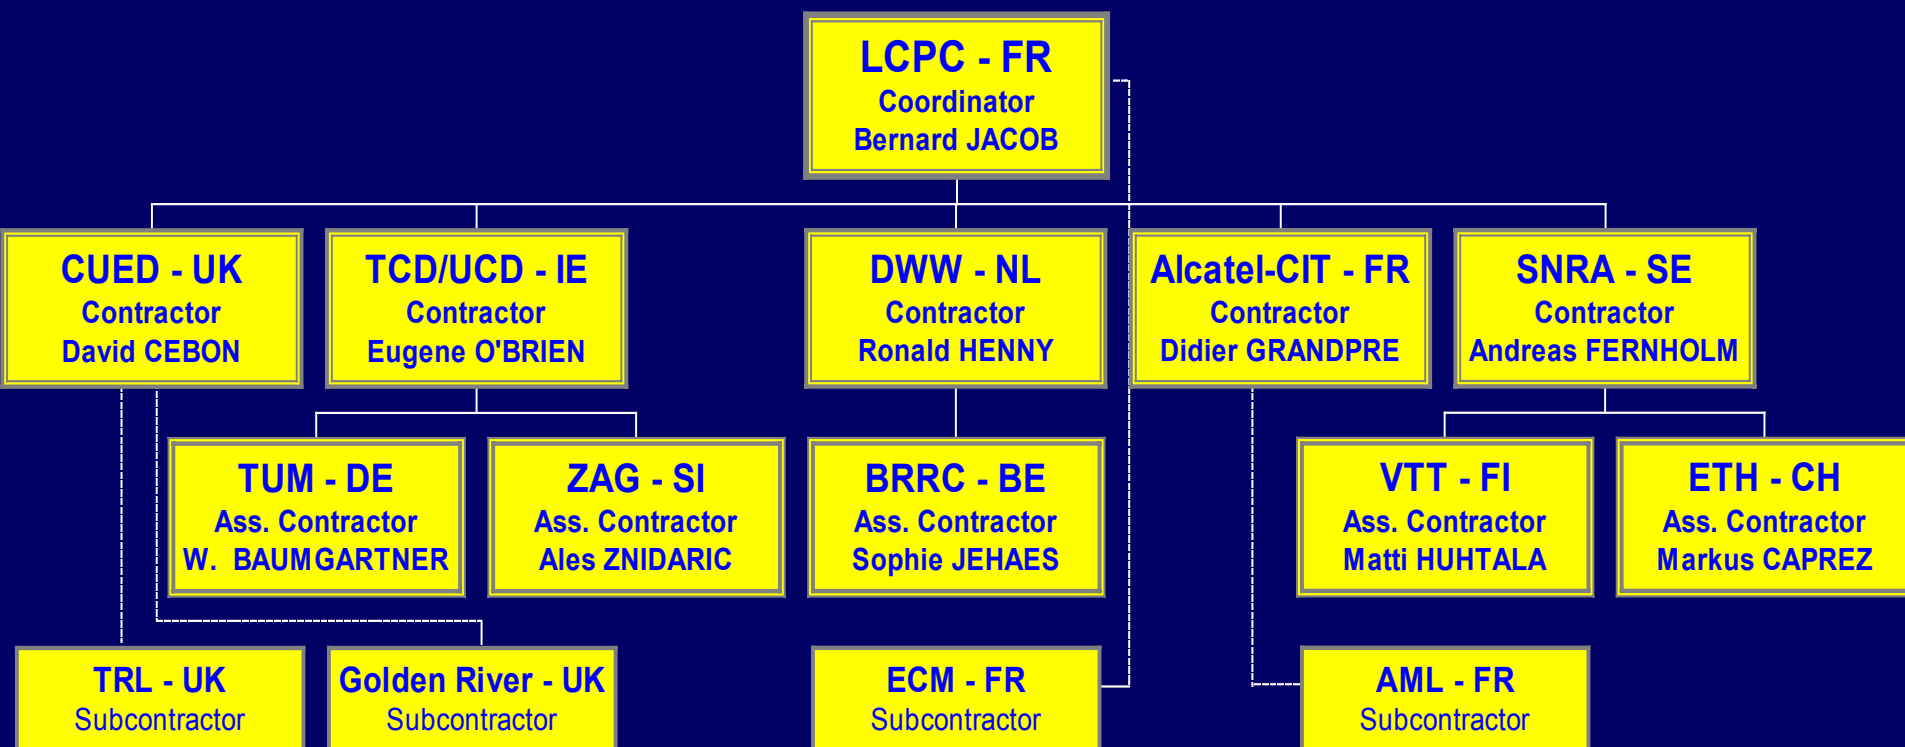 LCPC - FR
Coordinator
Bernard JACOB
CUED - UK
Contractor
David CEBON
TCD/UCD - IE
Contractor
Eugene O'BRIEN
DWW - NL
Contractor
Ronald HENNY
Alcatel-CIT - FR
Contractor
Didier GRANDPRE
SNRA - SE
Contractor
Andreas FERNHOLM
TUM - DE
Ass. Contractor
W. BAUMGARTNER
ZAG - SI
Ass. Contractor
Ales ZNIDARIC
BRRC - BE
Ass. Contractor
Sophie JEHAES
VTT - FI
Ass. Contractor
Matti HUHTALA
ETH - CH
Ass. Contractor
Markus CAPREZ
TRL - UK
Subcontractor
Golden River - UK
Subcontractor
ECM - FR
Subcontractor
AML - FR
Subcontractor